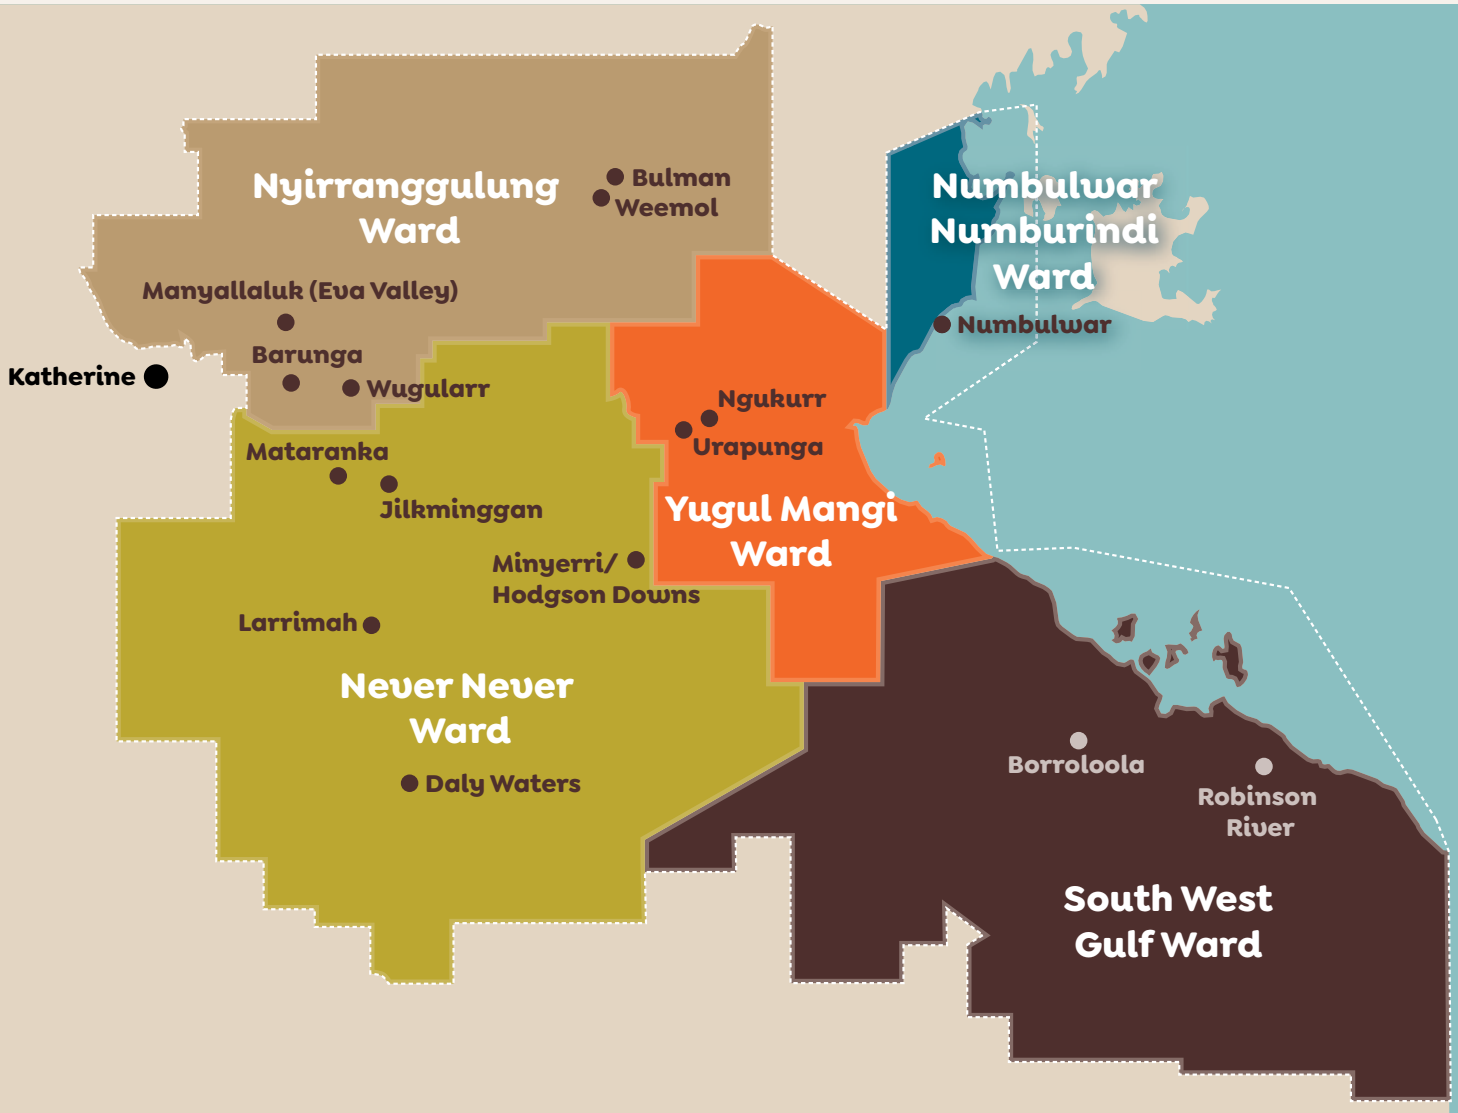 Nyirranggulung
Ward
Bulman
Weemol
Manyallaluk (Eva Valley)
Barunga
Katherine
Wugularr
Numbulwar
Numburindi
Ward
Numbulwar
Ngukurr
Urapunga
Yugul Mangi
Ward
Mataranka
Jilkminggan
Minyerri/
Hodgson Downs
Larrimah
Never Never
Ward
Daly Waters
Borroloola
Robinson
River
South West
Gulf Ward